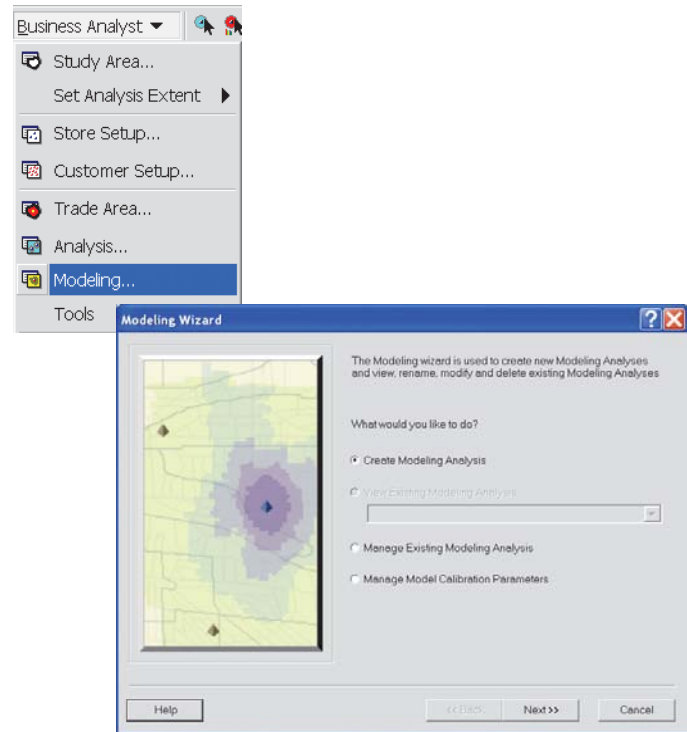 Business Analyst
Study Area...
Set Analysis Extent
Store Setup...
Customer Setup...
Trade Area...
Analysis...
Modeling...
Tools
Modeling Wizard
The Modeling wizard is used to create new Modeling Analyses
and view, rename, modify and delete existing Modeling Analyses
What would you like to do?
Create Modeling Analysis
View Existing Modeling Analysis
Manage Existing Modeling Analysis
Manage Model Calibration Parameters
Help
<< Back
Next >>
Cancel